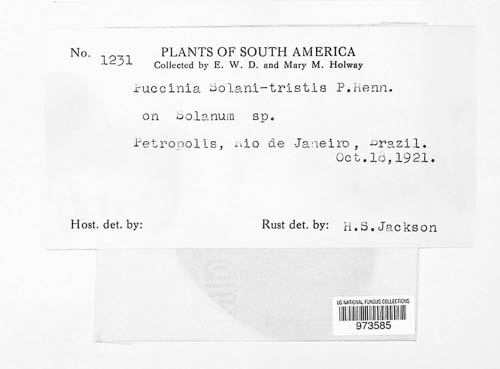 No. 1231 PLANTS OF SOUTH AMERICA
Collected by E. W. D. and Mary M. Holway
Puccinia Solani-tristis P.Henn.
on Solanum sp.
Petropolis, Rio de Janeiro, Brazil.
Oct.18,1921.
Host. det. by: Rust det. by: H.S.Jackson
US NATIONAL FUNGUS COLLECTIONS
973585